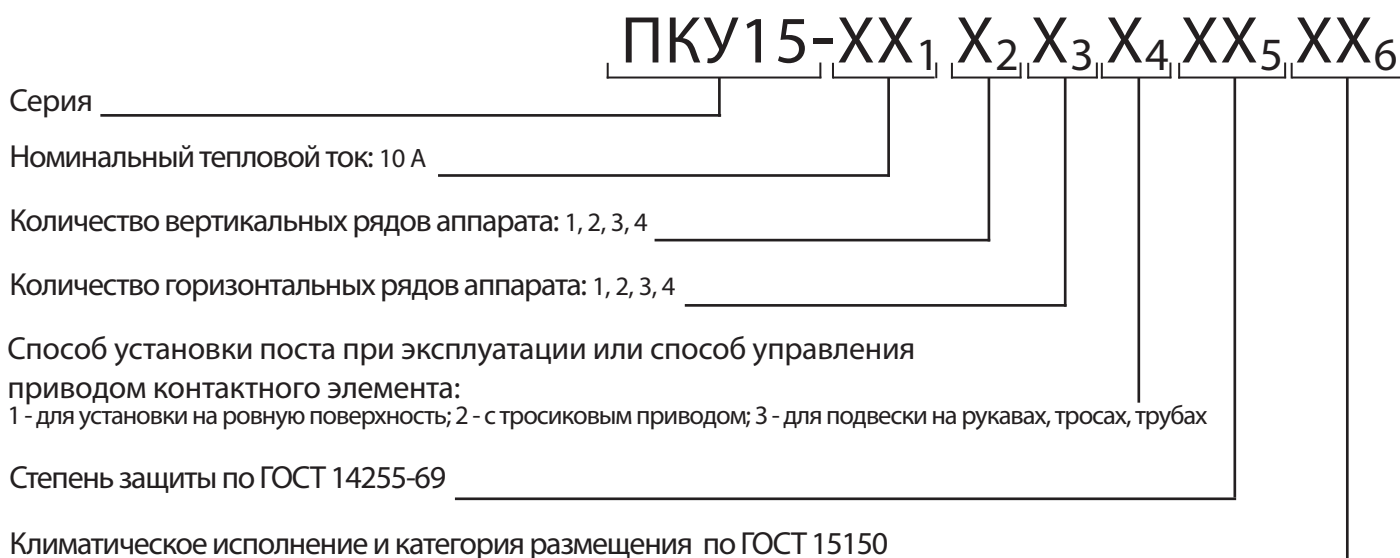 ПКУ15-XX1 X2 X3 X4 XX5 XX6
Серия
Номинальный тепловой ток: 10 А
Количество вертикальных рядов аппарата: 1, 2, 3, 4
Количество горизонтальных рядов аппарата: 1, 2, 3, 4
Способ установки поста при эксплуатации или способ управления
приводом контактного элемента:
1 - для установки на ровную поверхность; 2 - с тросиковым приводом; 3 - для подвески на рукавах, тросах, трубах
Степень защиты по ГОСТ 14255-69
Климатическое исполнение и категория размещения по ГОСТ 15150